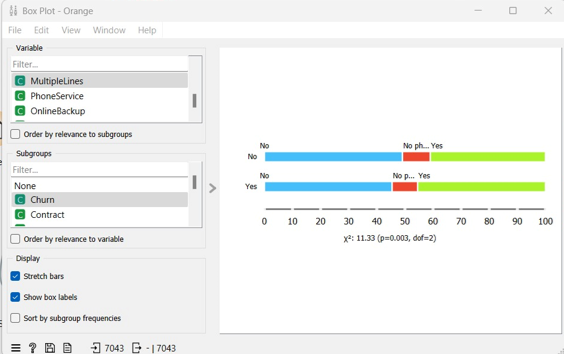 Box Plot - Orange
File Edit View Window Help
Variable
Filter...
C MultipleLines
C PhoneService
C OnlineBackup
Order by relevance to subgroups
Subgroups
Filter...
None
C Churn
C Contract
Order by relevance to variable
Display
Stretch bars
Show box labels
Sort by subgroup frequencies
7043 - | 7043
No No ph... Yes
No
No No p... Yes
Yes
0 10 20 30 40 50 60 70 80 90 100
χ²: 11.33 (p=0.003, dof=2)